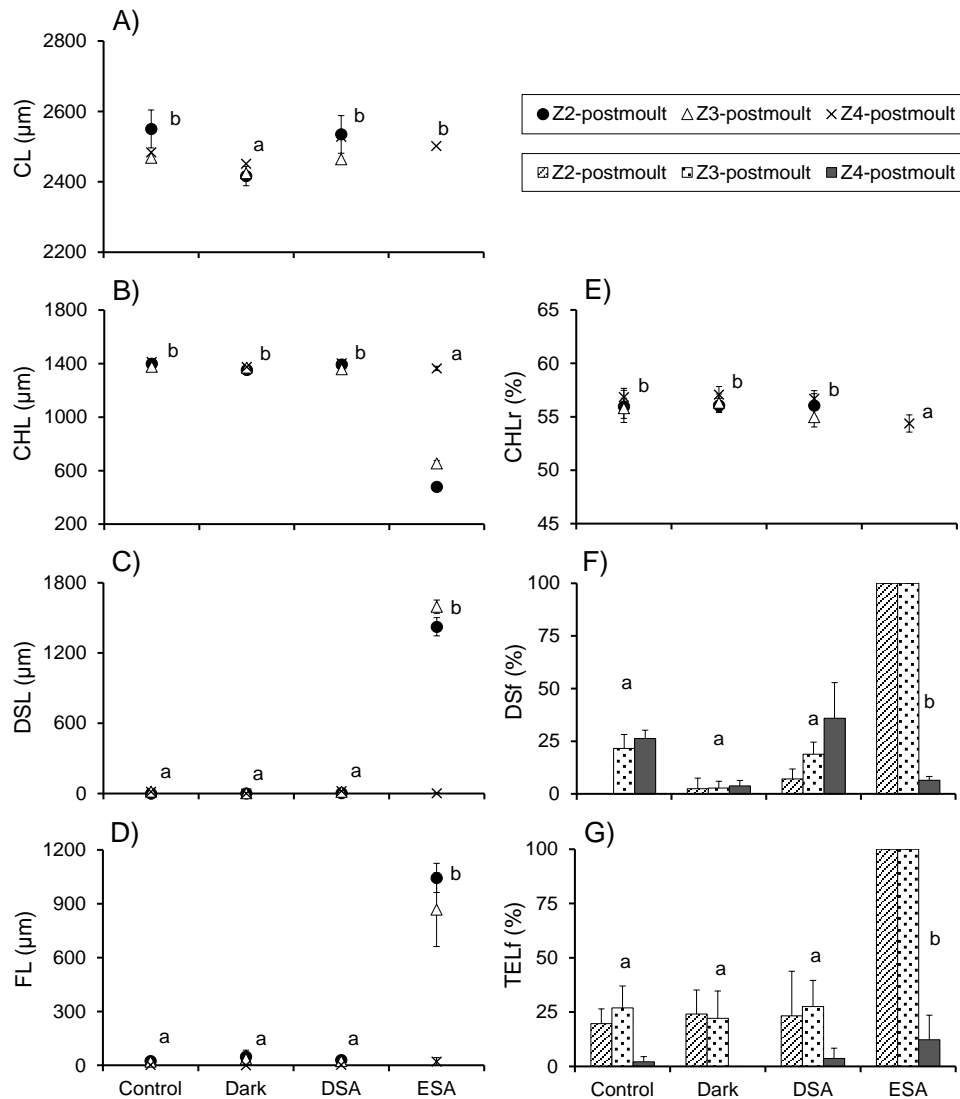 A)
2800
2600
2400
2200
CL (µm)
b
a
b
b
Z2-postmoult Z3-postmoult Z4-postmoult
Z2-postmoult Z3-postmoult Z4-postmoult
B)
1800
1400
1000
600
200
CHL (µm)
b
b
b
a
E)
65
60
55
50
45
CHLr (%)
b
b
b
a
C)
1800
1200
600
0
DSL (µm)
a
a
a
b
F)
100
75
50
25
0
DSf (%)
a
a
a
b
D)
1200
900
600
300
0
FL (µm)
a
a
a
b
Control Dark DSA ESA
G)
100
75
50
25
0
TELf (%)
a
a
a
b
Control Dark DSA ESA